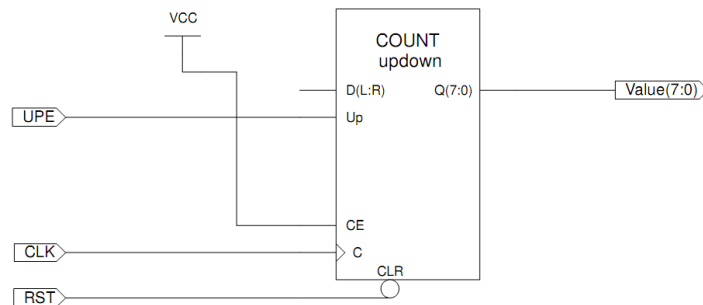 VCC
COUNT
updown
D(L:R) Q(7:0)
Value(7:0)
UPE
Up
CE
CLK
C
CLR
RST